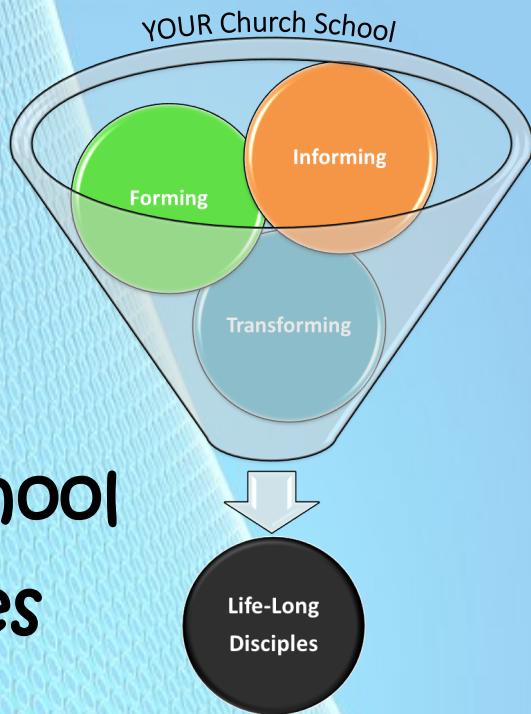 YOUR Church School
Informing
Forming
Transforming
Life-Long
Disciples